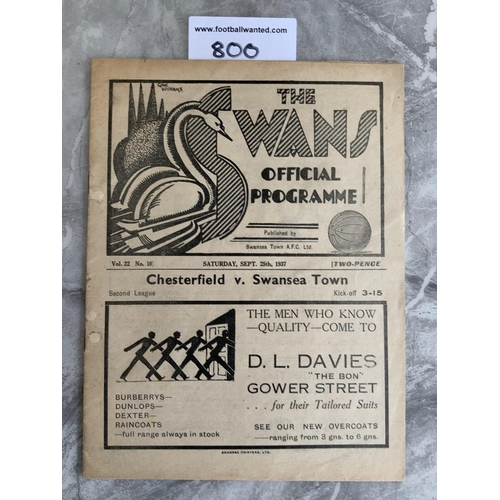 www.footballwanted.com
800
THE
SWANS
OFFICIAL
PROGRAMME
Published by
Swansea Town A.F.C. Ltd.
Vol. 22 No. 10 SATURDAY, SEPT. 25th, 1937 [TWO-PENCE
Chesterfield v. Swansea Town
Second League Kick-off 3-15
THE MEN WHO KNOW
—QUALITY—COME TO
D. L. DAVIES
"THE BON"
GOWER STREET
. . . for their Tailored Suits
BURBERRYS—
DUNLOPS—
DEXTER—
RAINCOATS
—full range always in stock
SEE OUR NEW OVERCOATS
—ranging from 3 gns. to 6 gns.
SWANSEA PRINTERS, LTD.